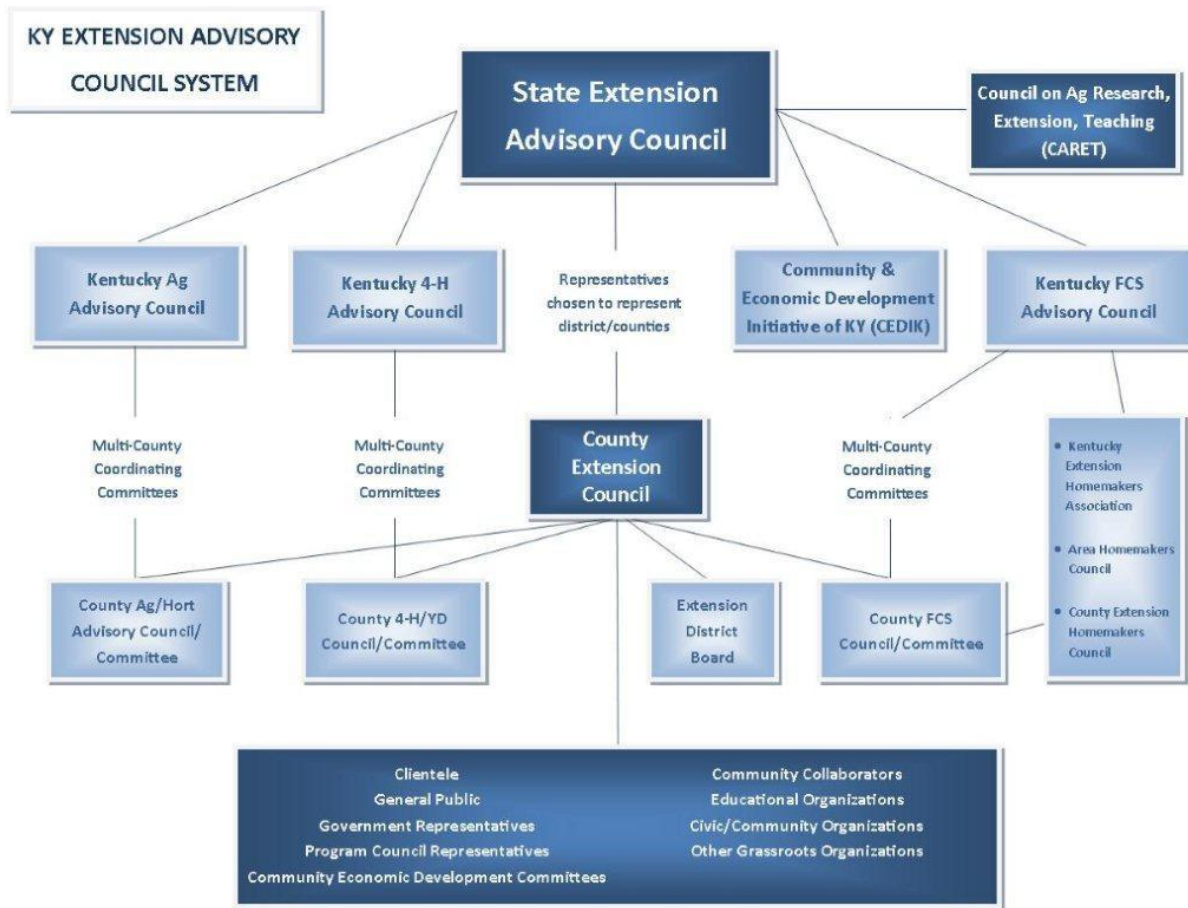 KY EXTENSION ADVISORY
COUNCIL SYSTEM
State Extension
Advisory Council
Council on Ag Research,
Extension, Teaching
(CARET)
Kentucky Ag
Advisory Council
Kentucky 4-H
Advisory Council
Representatives
chosen to represent
district/counties
Community &
Economic Development
Initiative of KY (CEDIK)
Kentucky FCS
Advisory Council
Multi-County
Coordinating
Committees
Multi-County
Coordinating
Committees
County
Extension
Council
Multi-County
Coordinating
Committees
• Kentucky
Extension
Homemakers
Association
• Area Homemakers
Council
• County Extension
Homemakers
Council
County Ag/Hort
Advisory Council/
Committee
County 4-H/YD
Council/Committee
Extension
District
Board
County FCS
Council/Committee
Clientele
General Public
Government Representatives
Program Council Representatives
Community Economic Development Committees
Community Collaborators
Educational Organizations
Civic/Community Organizations
Other Grassroots Organizations